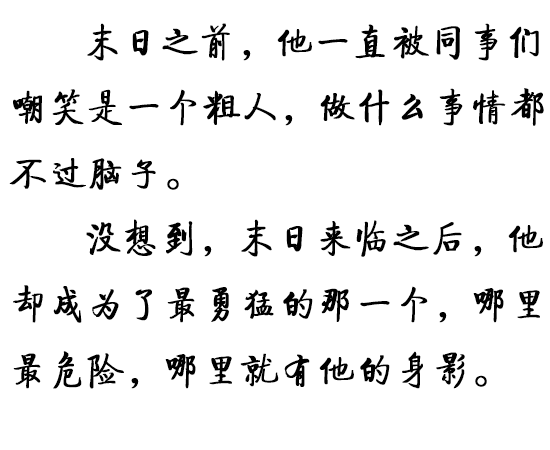 末日之前，他一直被同事们
嘲笑是一个粗人，做什么事情都
不过脑子。
没想到，末日来临之后，他
却成为了最勇猛的那一个，哪里
最危险，哪里就有他的身影。